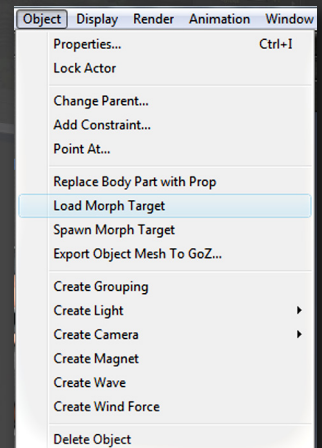 Object Display Render Animation Window
Properties... Ctrl+I
Lock Actor
Change Parent...
Add Constraint...
Point At...
Replace Body Part with Prop
Load Morph Target
Spawn Morph Target
Export Object Mesh To GoZ...
Create Grouping
Create Light
Create Camera
Create Magnet
Create Wave
Create Wind Force
Delete Object